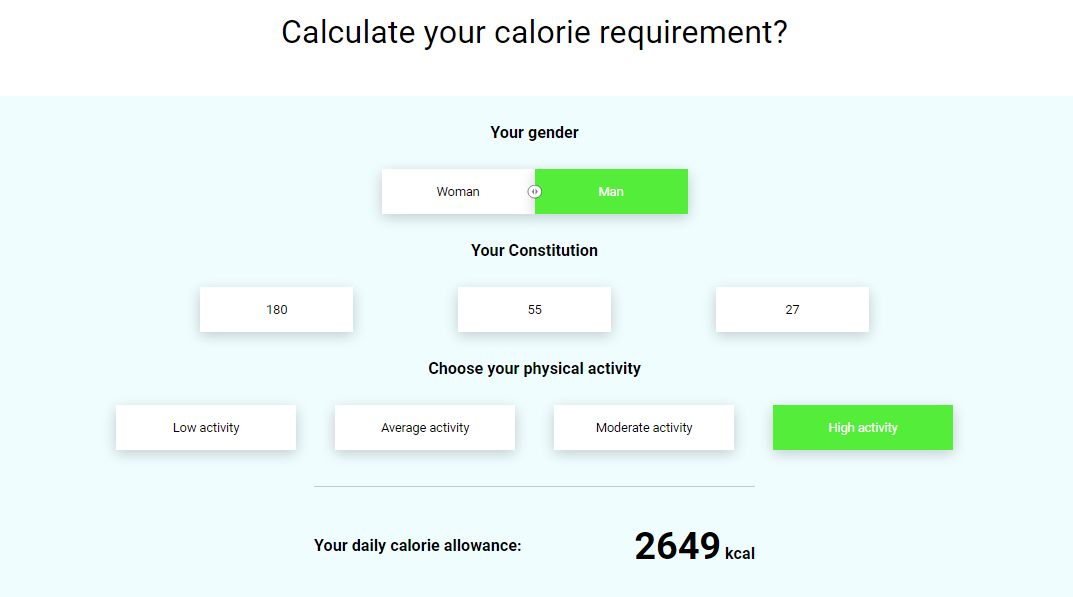 Calculate your calorie requirement?
Your gender
Woman
Man
Your Constitution
180
55
27
Choose your physical activity
Low activity
Average activity
Moderate activity
High activity
Your daily calorie allowance:
2649 kcal